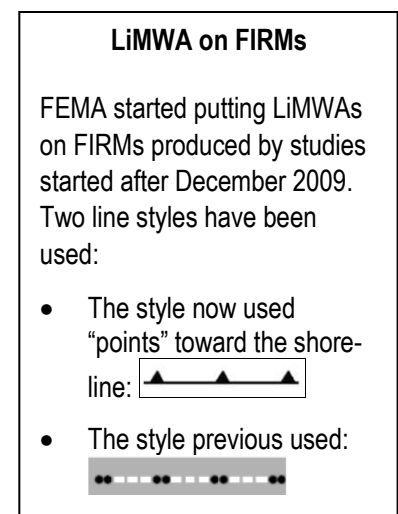 LiMWA on FIRMs
FEMA started putting LiMWAs
on FIRMs produced by studies
started after December 2009.
Two line styles have been
used:
• The style now used
“points” toward the shore-
line:
• The style previous used: